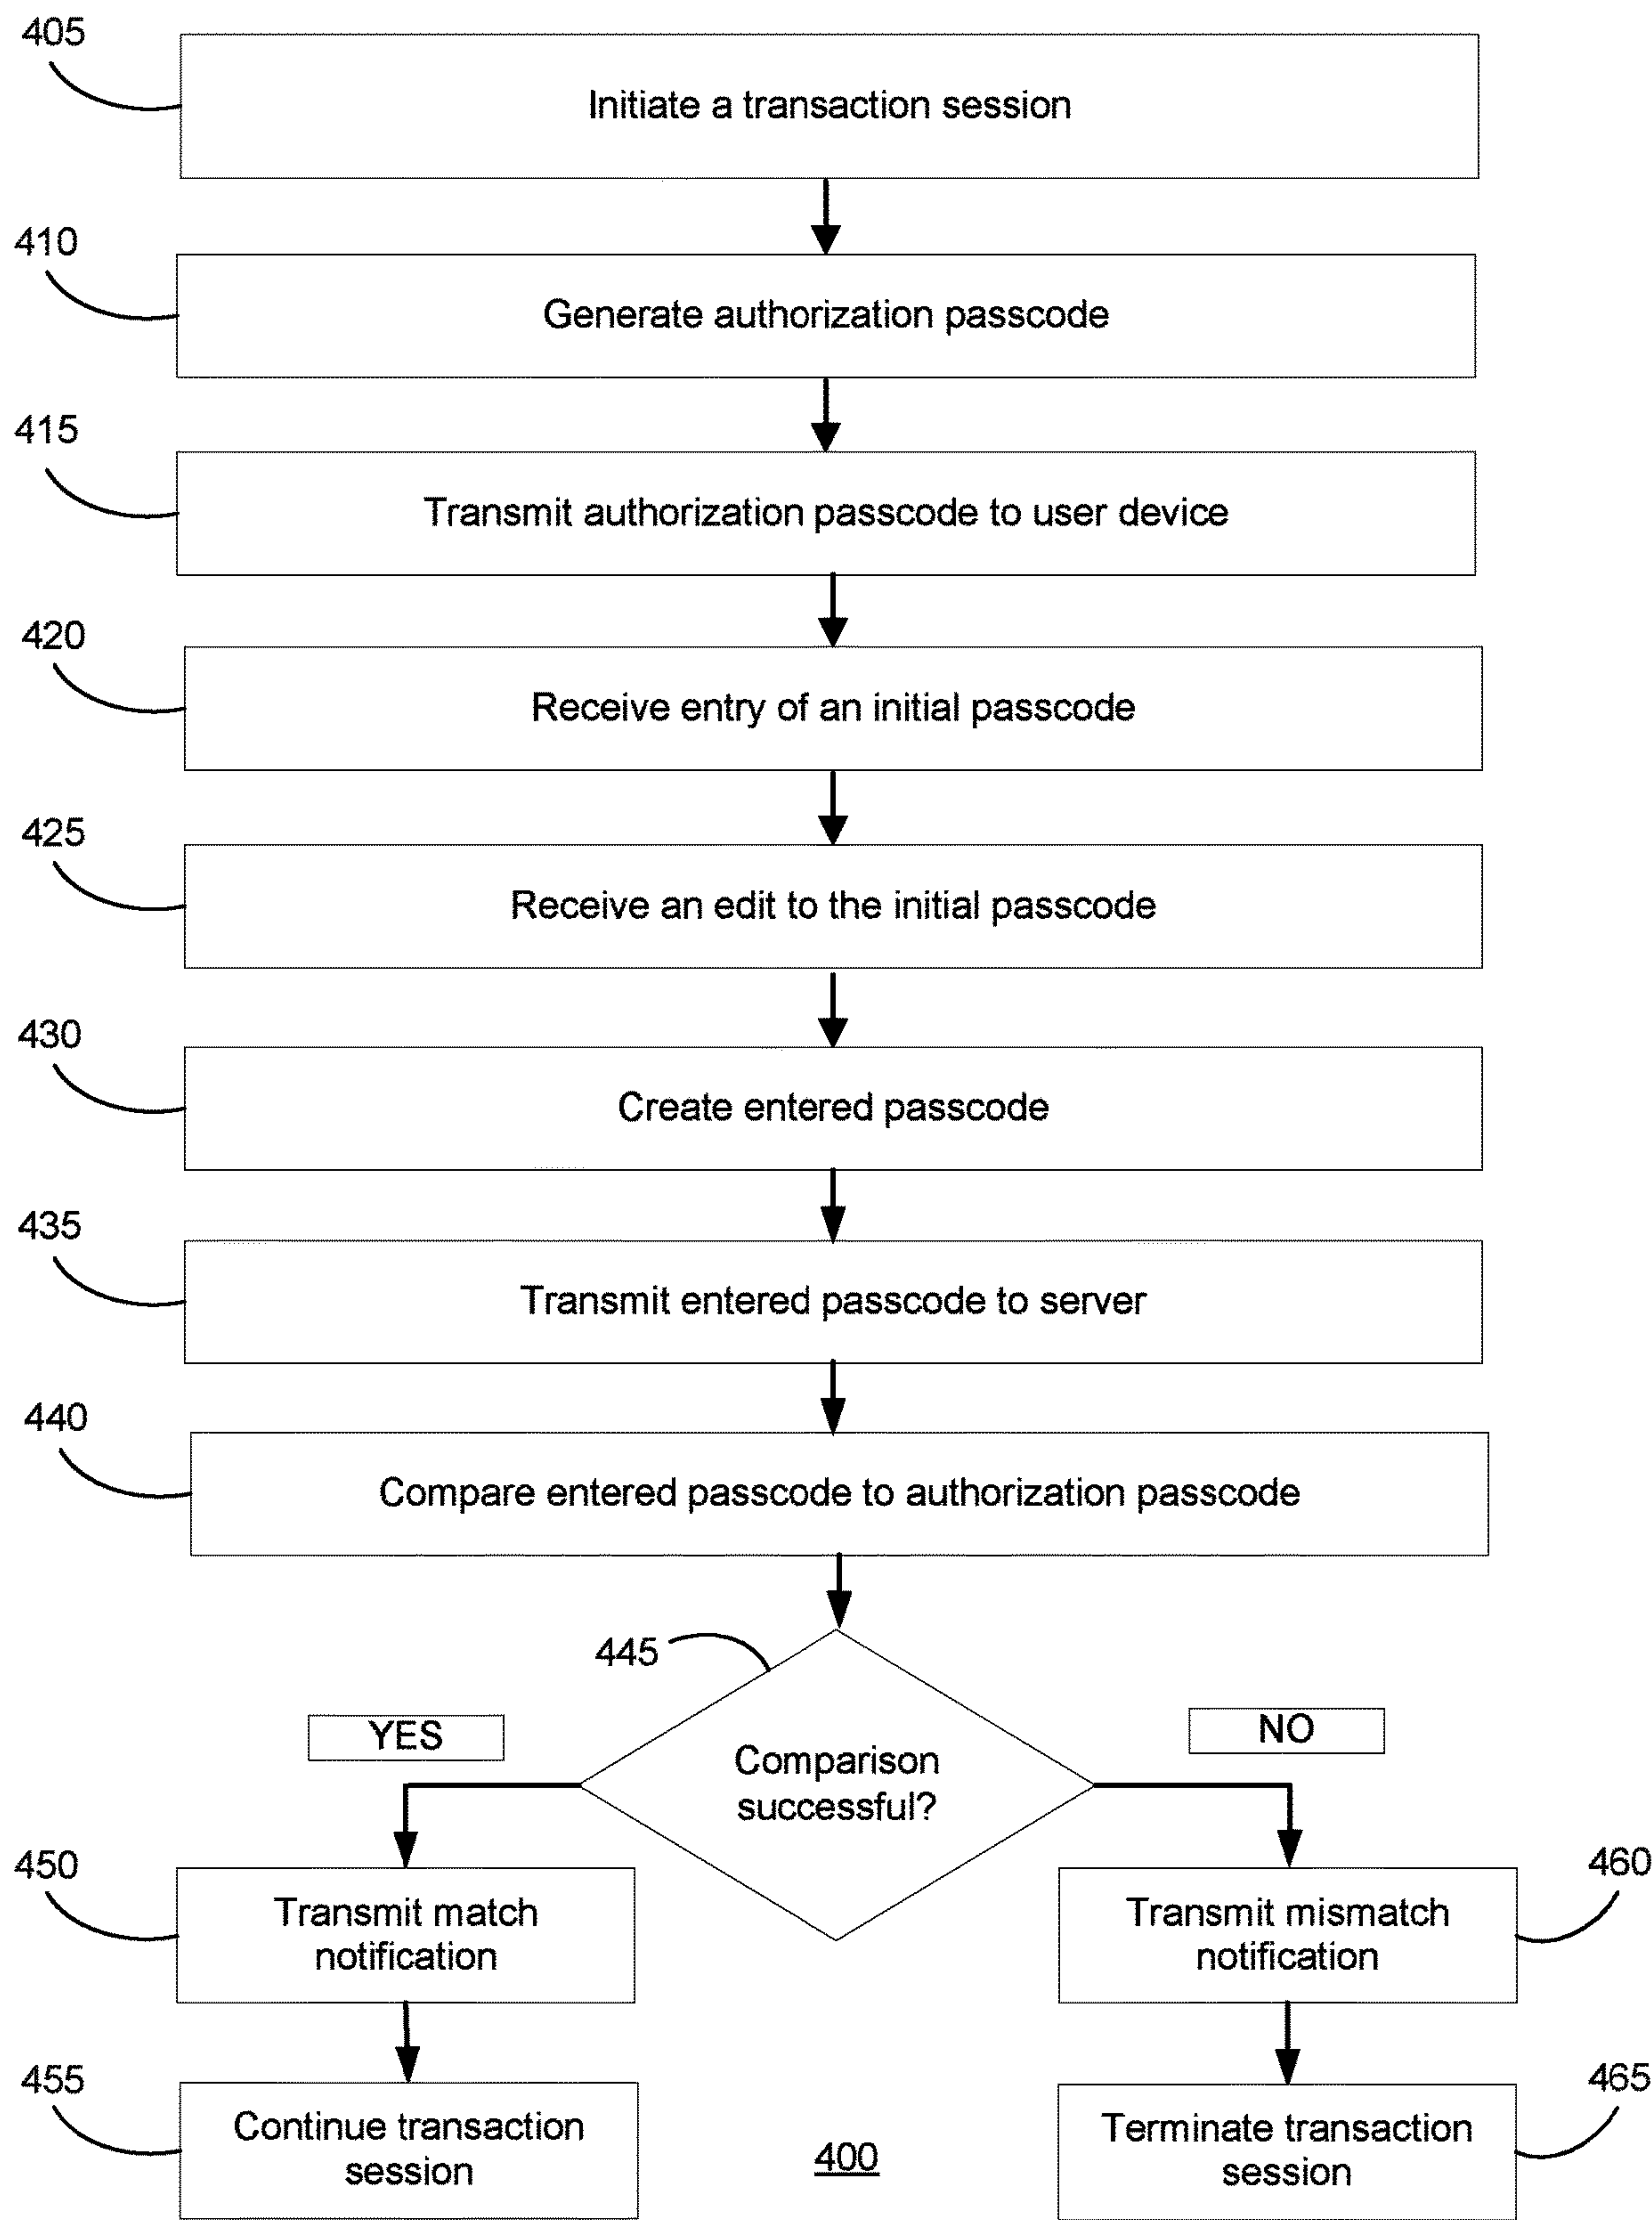 405
Initiate a transaction session
410
Generate authorization passcode
415
Transmit authorization passcode to user device
420
Receive entry of an initial passcode
425
Receive an edit to the initial passcode
430
Create entered passcode
435
Transmit entered passcode to server
440
Compare entered passcode to authorization passcode
445
YES
NO
Comparison
successful?
450
Transmit match
notification
460
Transmit mismatch
notification
455
Continue transaction
session
465
Terminate transaction
session
400